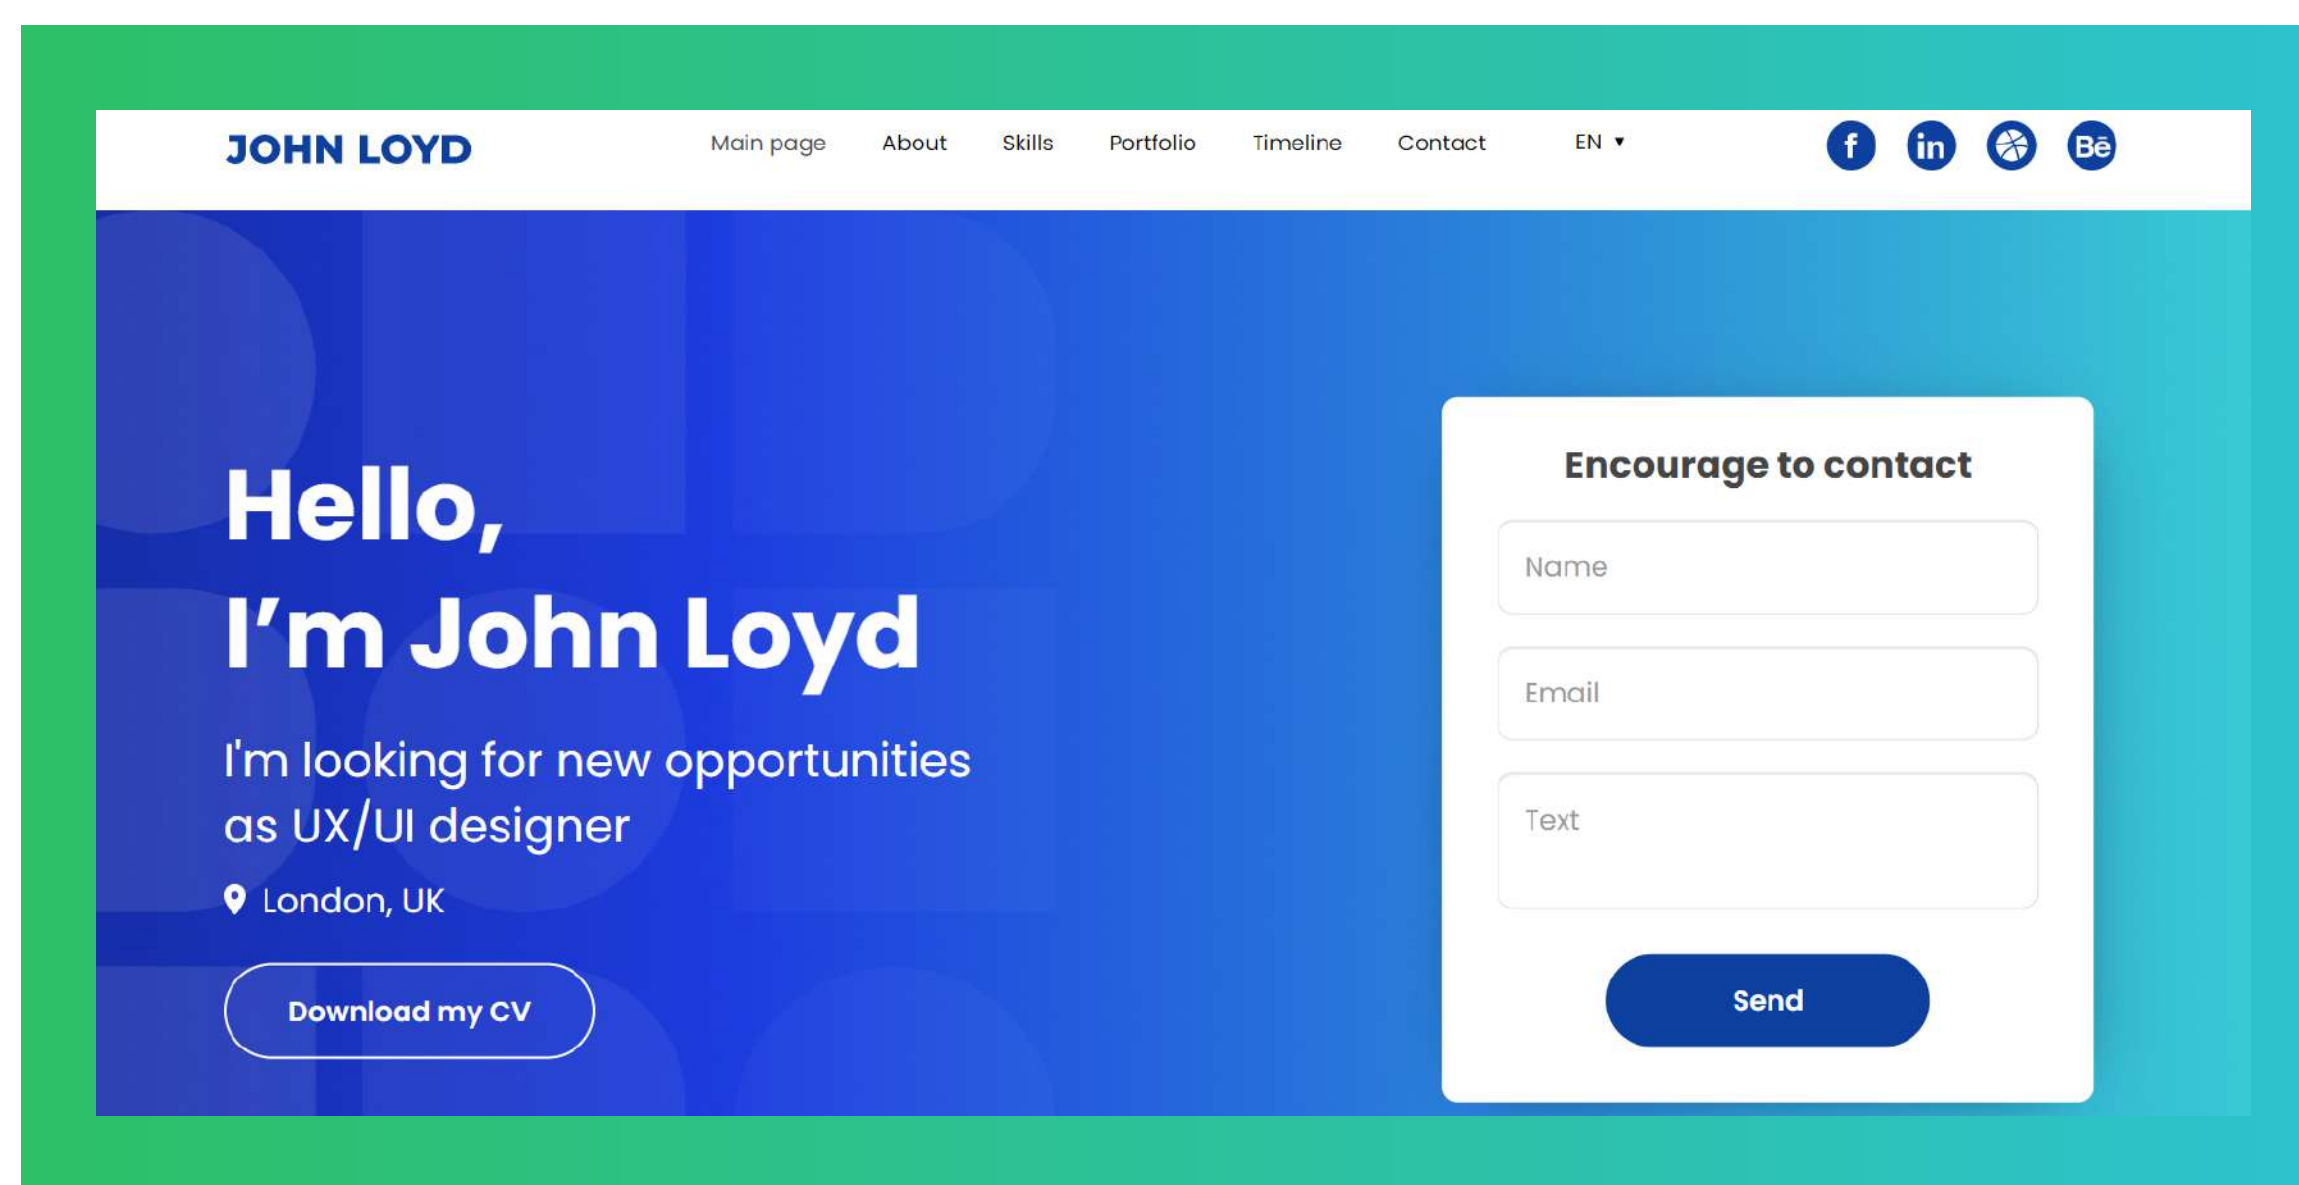 JOHN LOYD
Main page About Skills Portfolio Timeline Contact EN ▼
f in Bē
Hello,
I’m John Loyd
I'm looking for new opportunities
as UX/UI designer
London, UK
Download my CV
Encourage to contact
Name
Email
Text
Send